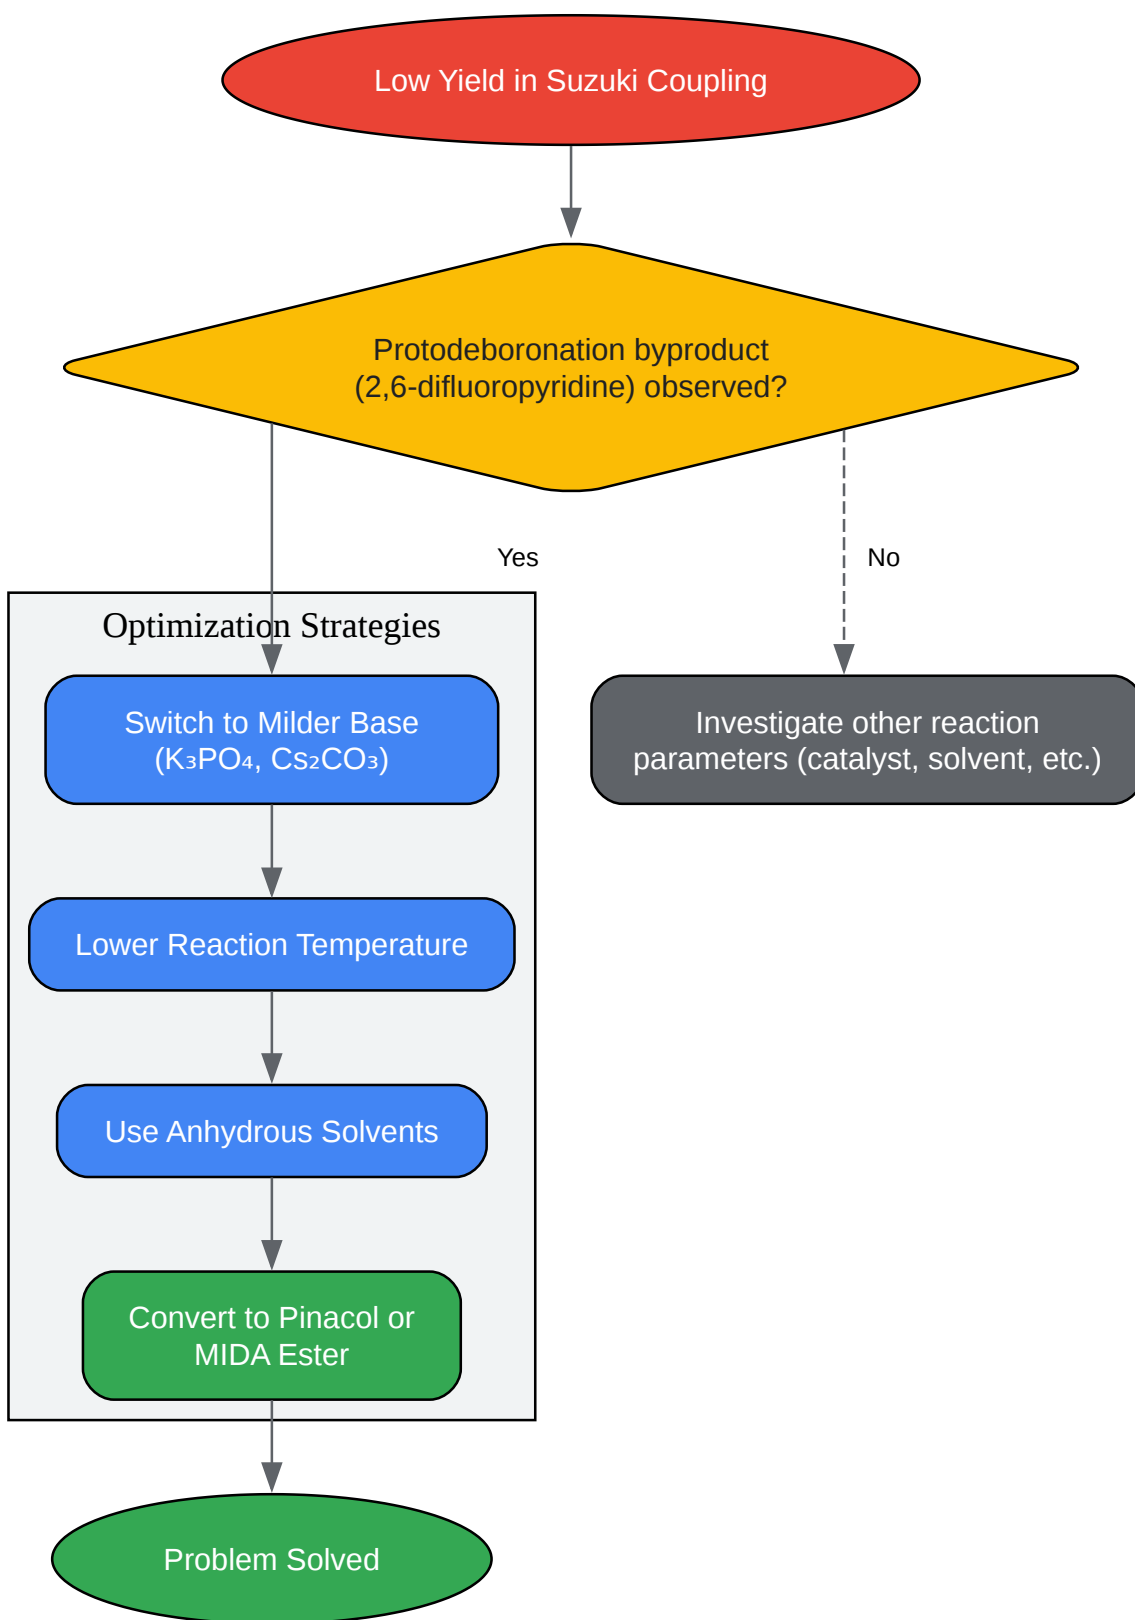 Low Yield in Suzuki Coupling
Protodeboronation byproduct
(2,6-difluoropyridine) observed?
Yes
No
Optimization Strategies
Switch to Milder Base
(K₃PO₄, Cs₂CO₃)
Investigate other reaction
parameters (catalyst, solvent, etc.)
Lower Reaction Temperature
Use Anhydrous Solvents
Convert to Pinacol or
MIDA Ester
Problem Solved